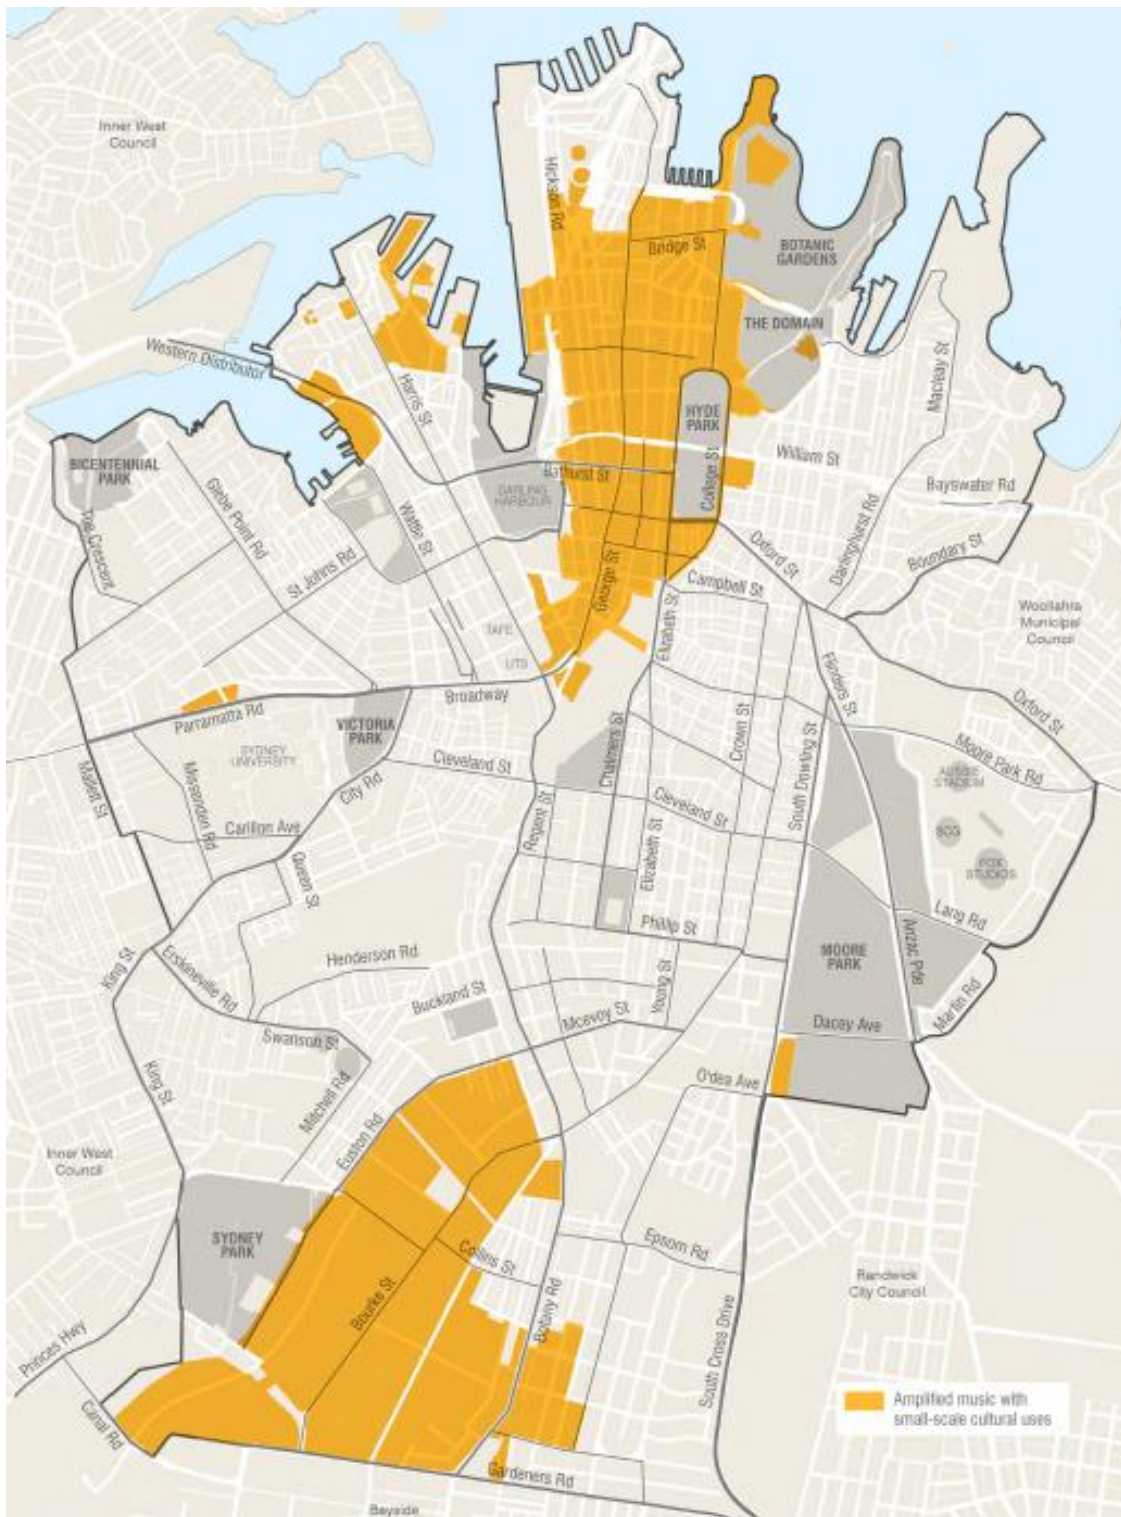 Inner West
Council
Hickson Rd
Bridge St
BOTANIC
GARDENS
THE DOMAIN
Western Distributor
Harris St
Macleay St
HYDE
PARK
College St
William St
Bathurst St
Bayswater Rd
BICENTENNIAL
PARK
DARLING
HARBOUR
Glebe Point Rd
Wattle St
Darlinghurst Rd
The Crescent
St Johns Rd
George St
Oxford St
Boundary St
Campbell St
Elizabeth St
Woollahra
Municipal
Council
TAFE
UTS
Flinders St
Broadway
Parramatta Rd
VICTORIA
PARK
Oxford St
SYDNEY
UNIVERSITY
Chalmers St
Crown St
South Dowling St
Moore Park Rd
Mallett St
Missenden Rd
Cleveland St
City Rd
AUSSIE
STADIUM
Carillon Ave
Regent St
Cleveland St
SCG
Queen St
Elizabeth St
FOX
STUDIOS
Phillip St
Lang Rd
King St
Erskineville Rd
Henderson Rd
MOORE
PARK
Anzac Pde
Buckland St
Young St
Mcevoy St
Martin Rd
Swanson St
Dacey Ave
King St
Mitchell Rd
O'dea Ave
Euston Rd
Inner West
Council
SYDNEY
PARK
Collins St
Epsom Rd
Bourke St
Botany Rd
Randwick
City Council
Princes Hwy
South Cross Drive
Canal Rd
Amplified music with
small-scale cultural uses
Gardeners Rd
Bayside